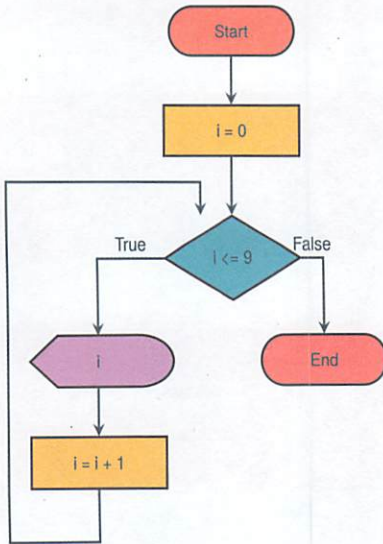 Start
i = 0
i <= 9
True
False
i
End
i = i + 1